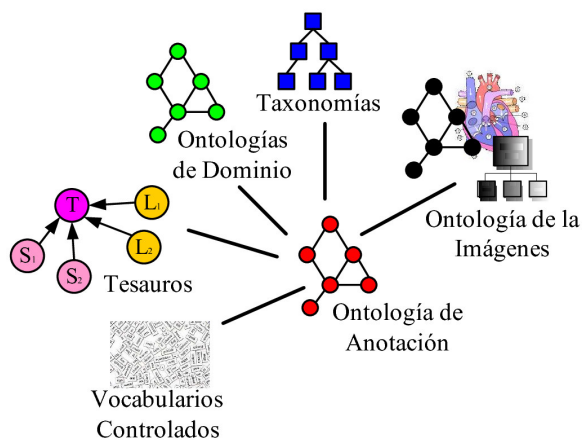 Taxonomías
Ontologías
de Dominio
Ontología de la
Imágenes
T
L1
L2
S1
S2
Tesauros
Ontología de
Anotación
Vocabularios
Controlados